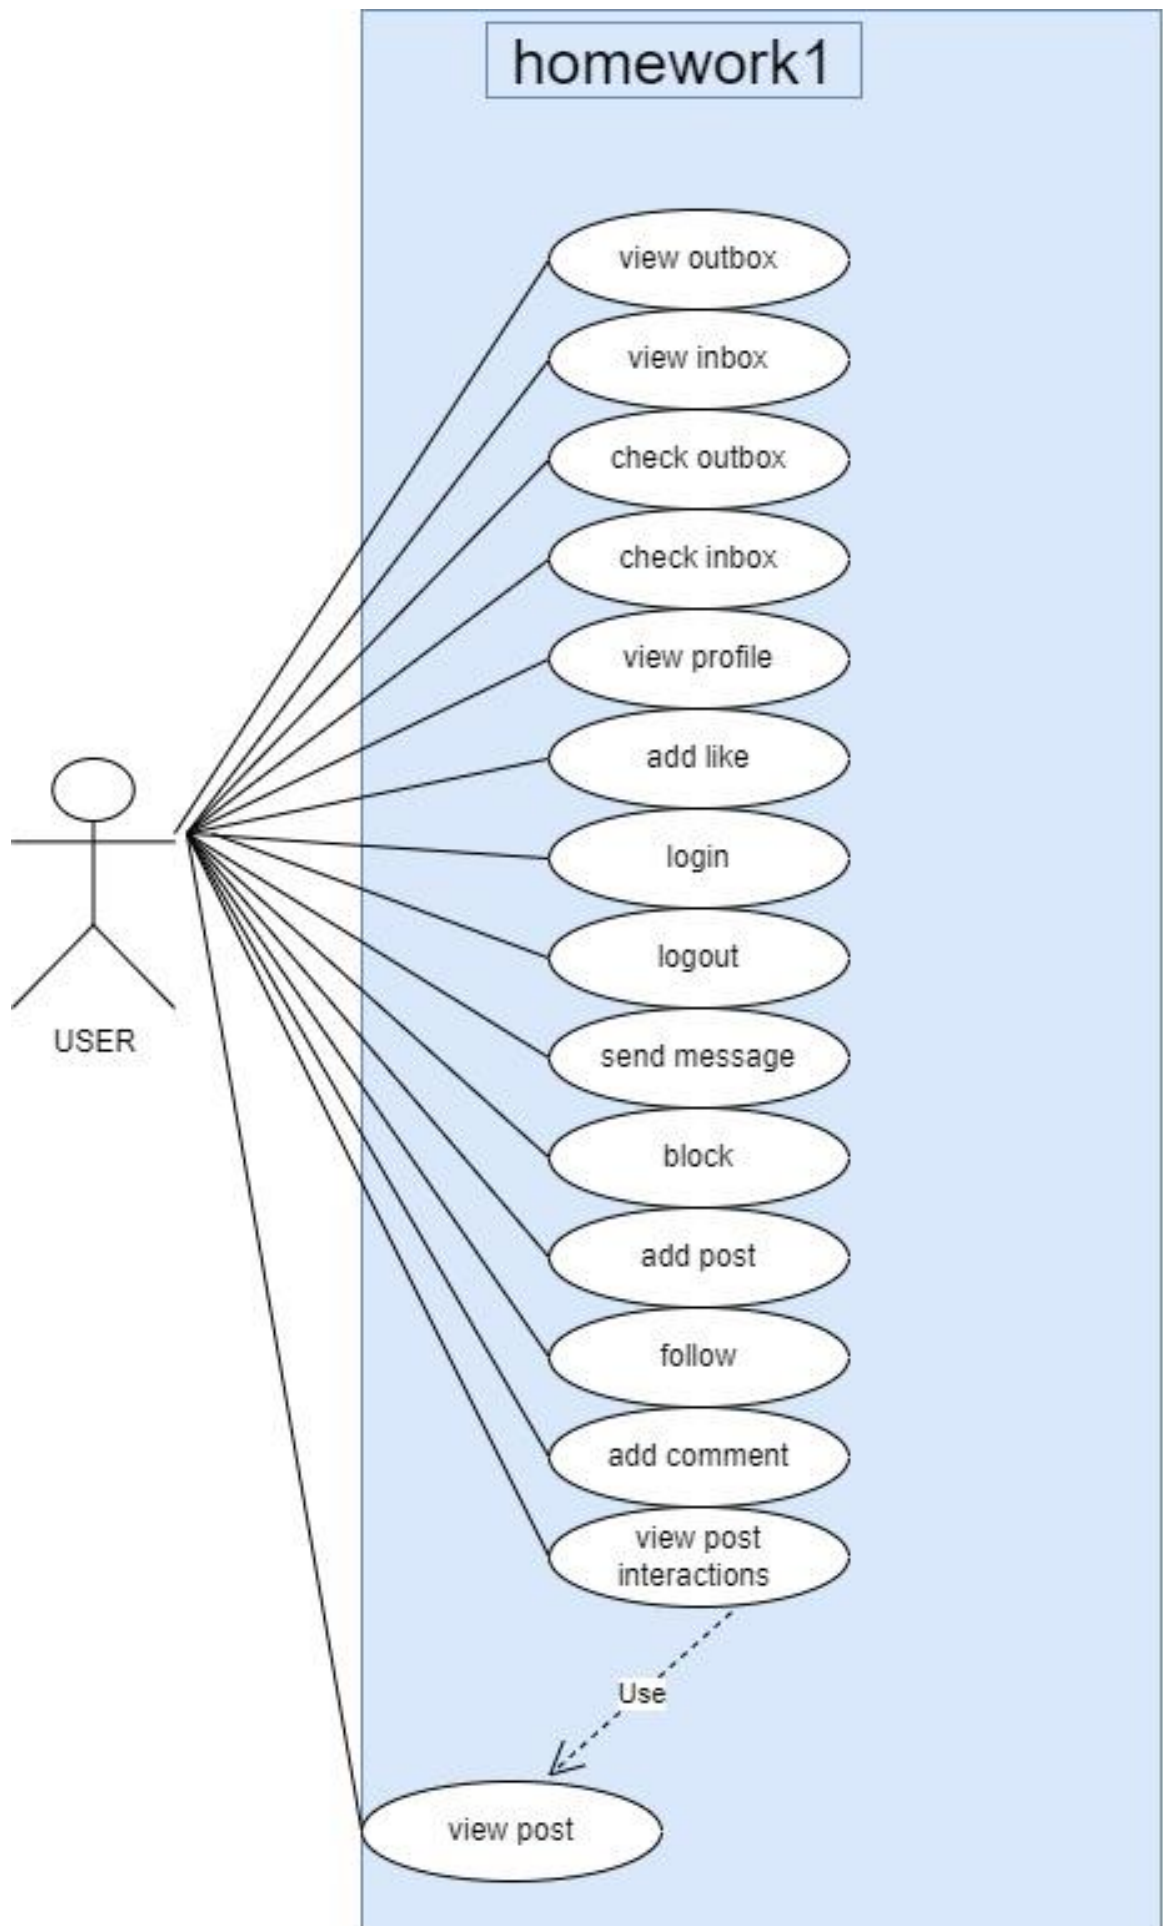 homework1
view outbox
view inbox
check outbox
check inbox
view profile
add like
login
logout
USER
send message
block
add post
follow
add comment
view post
interactions
Use
view post